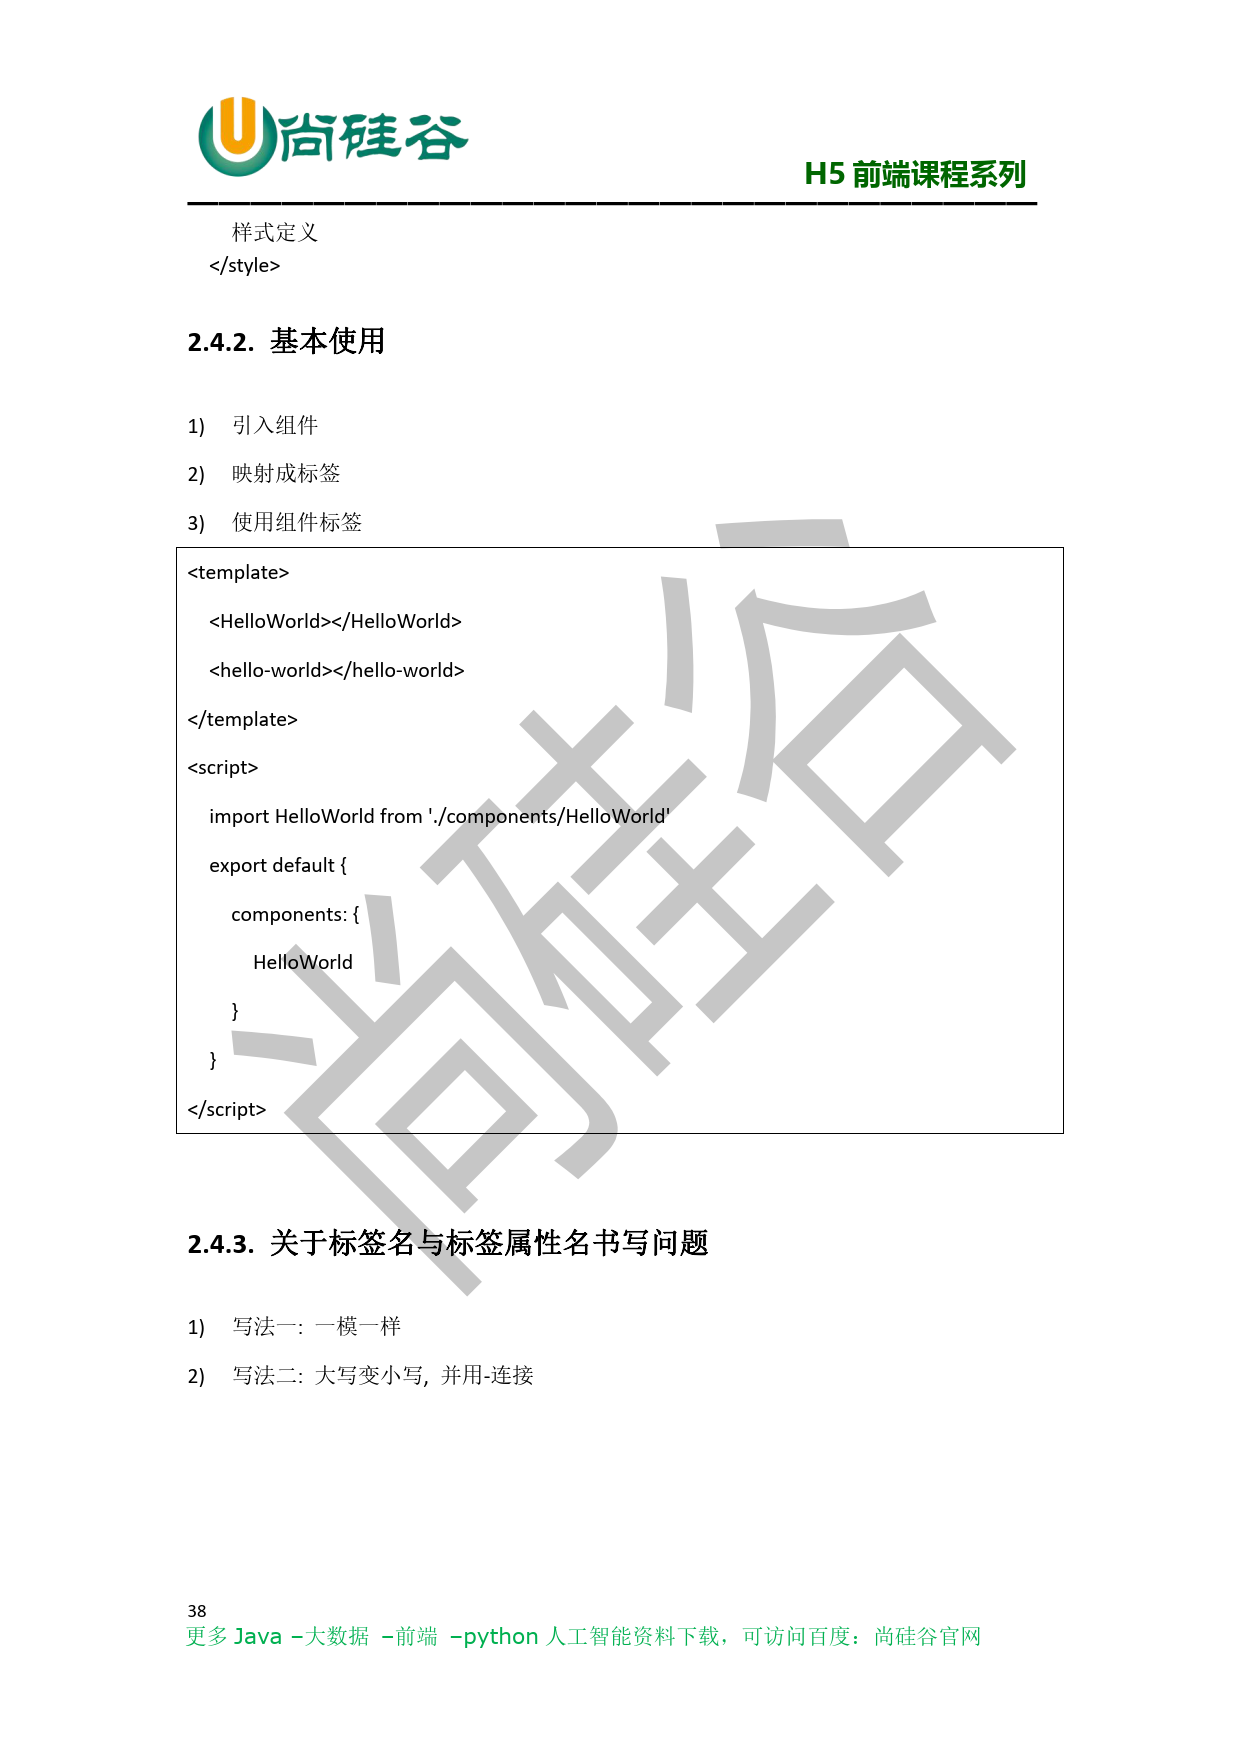 尚硅谷
H5 前端课程系列
样式定义
</style>
2.4.2. 基本使用
1) 引入组件
2) 映射成标签
3) 使用组件标签
<template>
<HelloWorld></HelloWorld>
<hello-world></hello-world>
</template>
<script>
import HelloWorld from './components/HelloWorld'
export default {
components: {
HelloWorld
}
}
</script>
尚硅谷
2.4.3. 关于标签名与标签属性名书写问题
1) 写法一: 一模一样
2) 写法二: 大写变小写, 并用-连接
38
更多 Java –大数据 –前端 –python 人工智能资料下载，可访问百度：尚硅谷官网